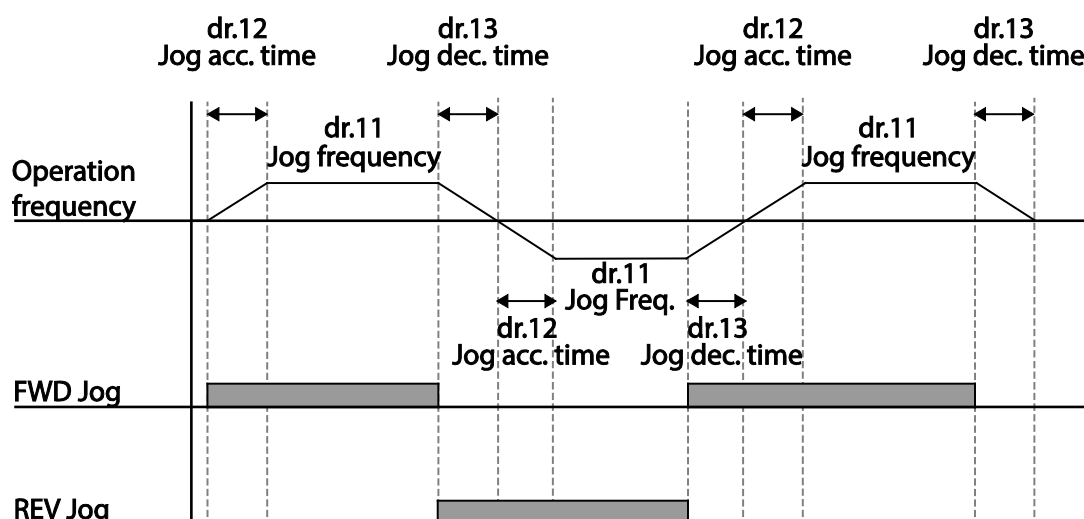 dr.12
Jog acc. time
dr.13
Jog dec. time
dr.12
Jog acc. time
dr.13
Jog dec. time
dr.11
Jog frequency
dr.11
Jog frequency
Operation
frequency
dr.11
Jog Freq.
dr.12
Jog acc. time
dr.13
Jog dec. time
FWD Jog
REV Jog